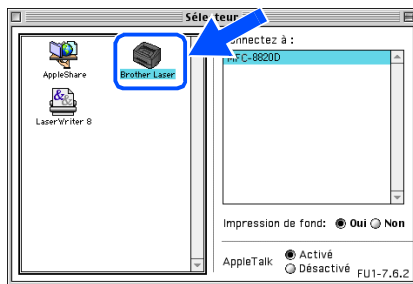 Sélecteur
AppleShare
Brother Laser
LaserWriter 8
Connectez à :
MFC-8820D
Impression de fond: Oui Non
AppleTalk
Activé
Désactivé
FU1-7.6.2